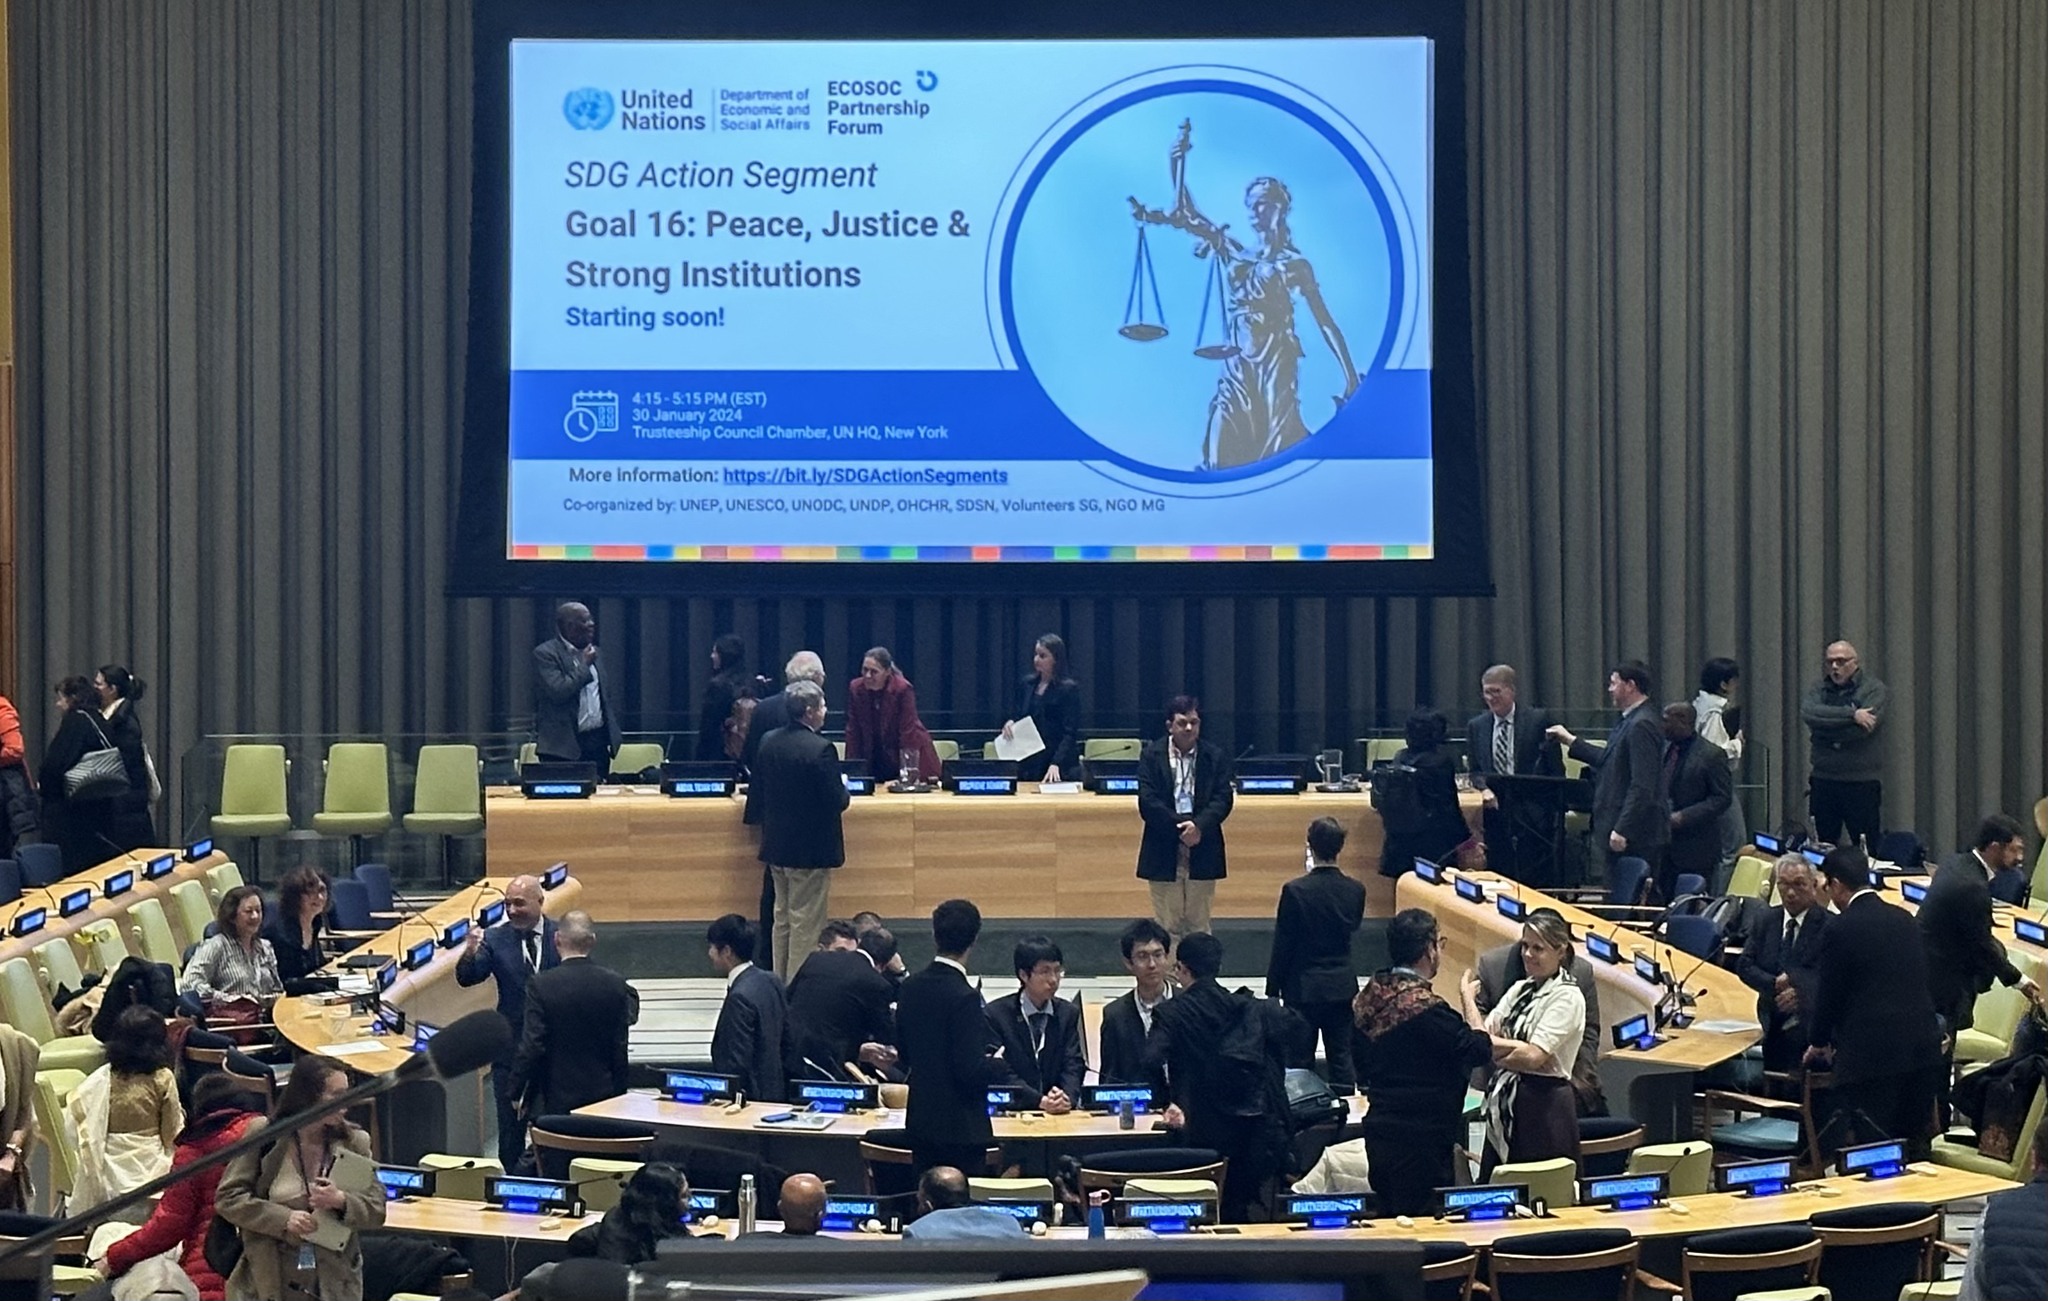 United
Nations
Department of
Economic and
Social Affairs
ECOSOC
Partnership
Forum
SDG Action Segment
Goal 16: Peace, Justice &
Strong Institutions
Starting soon!
4:15 - 5:15 PM (EST)
30 January 2024
Trusteeship Council Chamber, UN HQ, New York
More information: https://bit.ly/SDGActionSegments
Co-organized by: UNEP, UNESCO, UNODC, UNDP, OHCHR, SDSN, Volunteers SG, NGO MG